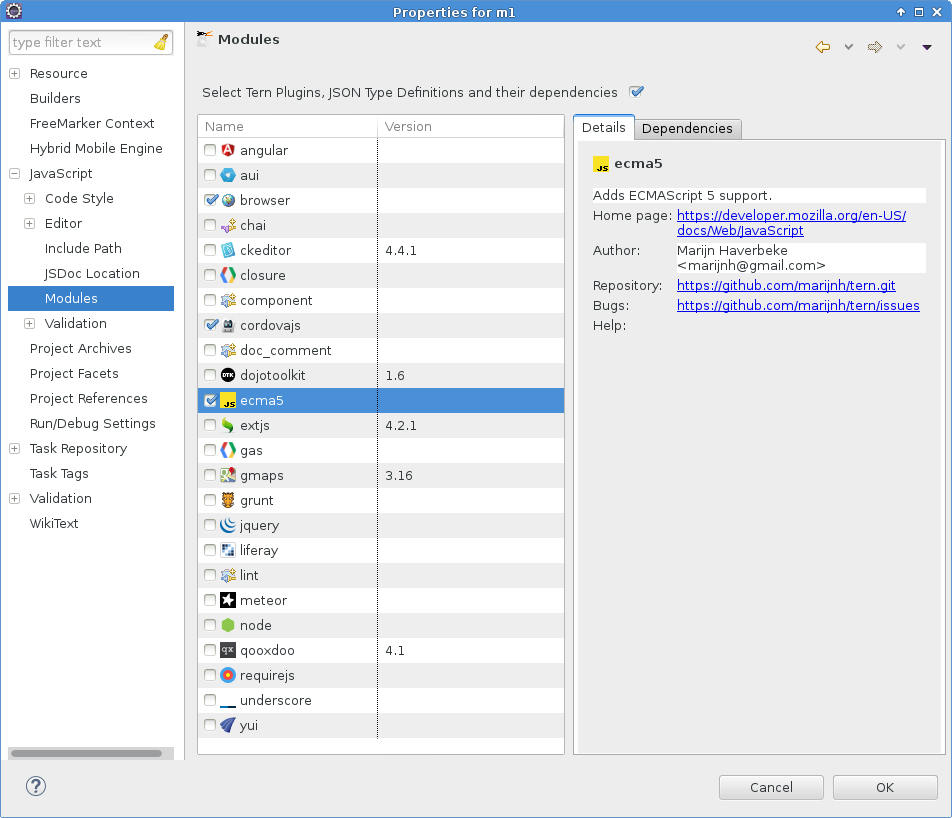 Properties for m1
type filter text
Resource
Builders
FreeMarker Context
Hybrid Mobile Engine
JavaScript
Code Style
Editor
Include Path
JSDoc Location
Modules
Validation
Project Archives
Project Facets
Project References
Run/Debug Settings
Task Repository
Task Tags
Validation
WikiText
Modules
Select Tern Plugins, JSON Type Definitions and their dependencies
Name Version
angular
aui
browser
chai
ckeditor 4.4.1
closure
component
cordovajs
doc_comment
dojotoolkit 1.6
JS ecma5
extjs 4.2.1
gas
gmaps 3.16
grunt
jquery
liferay
lint
meteor
node
qx qooxdoo 4.1
requirejs
underscore
yui
Details Dependencies
JS ecma5
Adds ECMAScript 5 support.
Home page: https://developer.mozilla.org/en-US/
docs/Web/JavaScript
Author: Marijn Haverbeke
<marijnh@gmail.com>
Repository: https://github.com/marijnh/tern.git
Bugs: https://github.com/marijnh/tern/issues
Help:
Cancel OK